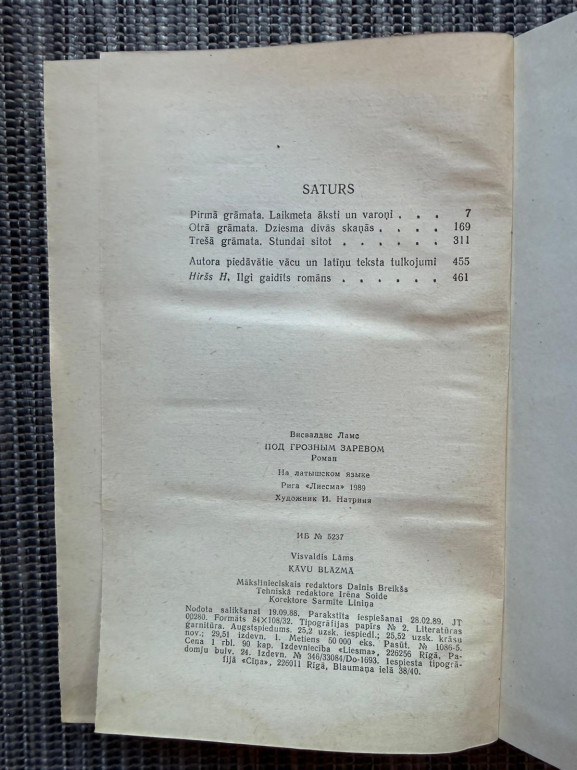 SATURS
Pirmā grāmata. Laikmeta āksti un varoņi . . . 7
Otrā grāmata. Dziesma divās skaņās . . . . 169
Trešā grāmata. Stundai sitot . . . . . . 311
Autora piedāvātie vācu un latīņu teksta tulkojumi 455
Hiršs H, Ilgi gaidīts romāns . . . . . . 461
Висвалдис Ламс
ПОД ГРОЗНЫМ ЗАРЕВОМ
Роман
На латышском языке
Рига «Лиесма» 1989
Художник И. Натриня
ИБ № 5237
Visvaldis Lāms
KĀVU BLĀZMĀ
Mākslinieciskais redaktors Dainis Breikšs
Tehniskā redaktore Irēna Soide
Korektore Sarmīte Liniņa
Nodota salikšanai 19.09.88. Parakstīta iespiešanai 28.02.89. JT
00280. Formāts 84×108/32. Tipogrāfijas papīrs № 2. Literatūras
garnitūra. Augstspiedums. 25,2 uzsk. iespiedl.; 25,52 uzsk. krāsu
nov.; 29,51 izdevn. l. Metiens 50 000 eks. Pasūt. № 1086-5.
Cena 1 rbl. 90 kap. Izdevniecība «Liesma», 226256 Rīgā, Pa-
domju bulv. 24. Izdevn. № 346/33084/Do-1693. Iespiesta tipogrā-
fijā «Cīņa», 226011 Rīgā, Blaumaņa ielā 38/40.